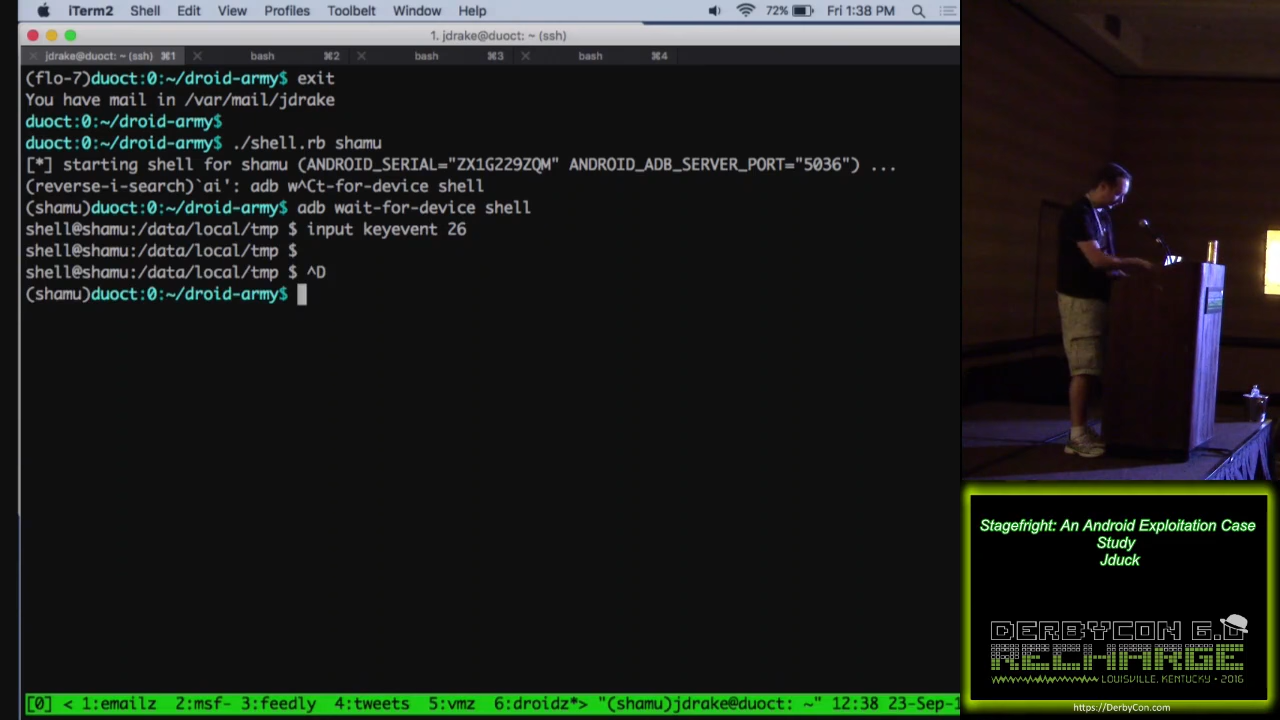 iTerm2 Shell Edit View Profiles Toolbelt Window Help 72% Fri 1:38 PM
1. jdrake@duoct: ~ (ssh)
jdrake@duoct: ~ (ssh) ⌘1 bash ⌘2 bash ⌘3 bash ⌘4
(flo-7)duoct:0:~/droid-army$ exit
You have mail in /var/mail/jdrake
duoct:0:~/droid-army$
duoct:0:~/droid-army$ ./shell.rb shamu
[*] starting shell for shamu (ANDROID_SERIAL="ZX1G229ZQM" ANDROID_ADB_SERVER_PORT="5036") ...
(reverse-i-search)`ai': adb w^Ct-for-device shell
(shamu)duoct:0:~/droid-army$ adb wait-for-device shell
shell@shamu:/data/local/tmp $ input keyevent 26
shell@shamu:/data/local/tmp $
shell@shamu:/data/local/tmp $ ^D
(shamu)duoct:0:~/droid-army$
[0] < 1:emailz 2:msf- 3:feedly 4:tweets 5:vmz 6:droidz*> "(shamu)jdrake@duoct: ~" 12:38 23-Sep-1
Stagefright: An Android Exploitation Case
Study
Jduck
DERBYCON 6.0
RECHARGE
LOUISVILLE, KENTUCKY • 2016
https://DerbyCon.com